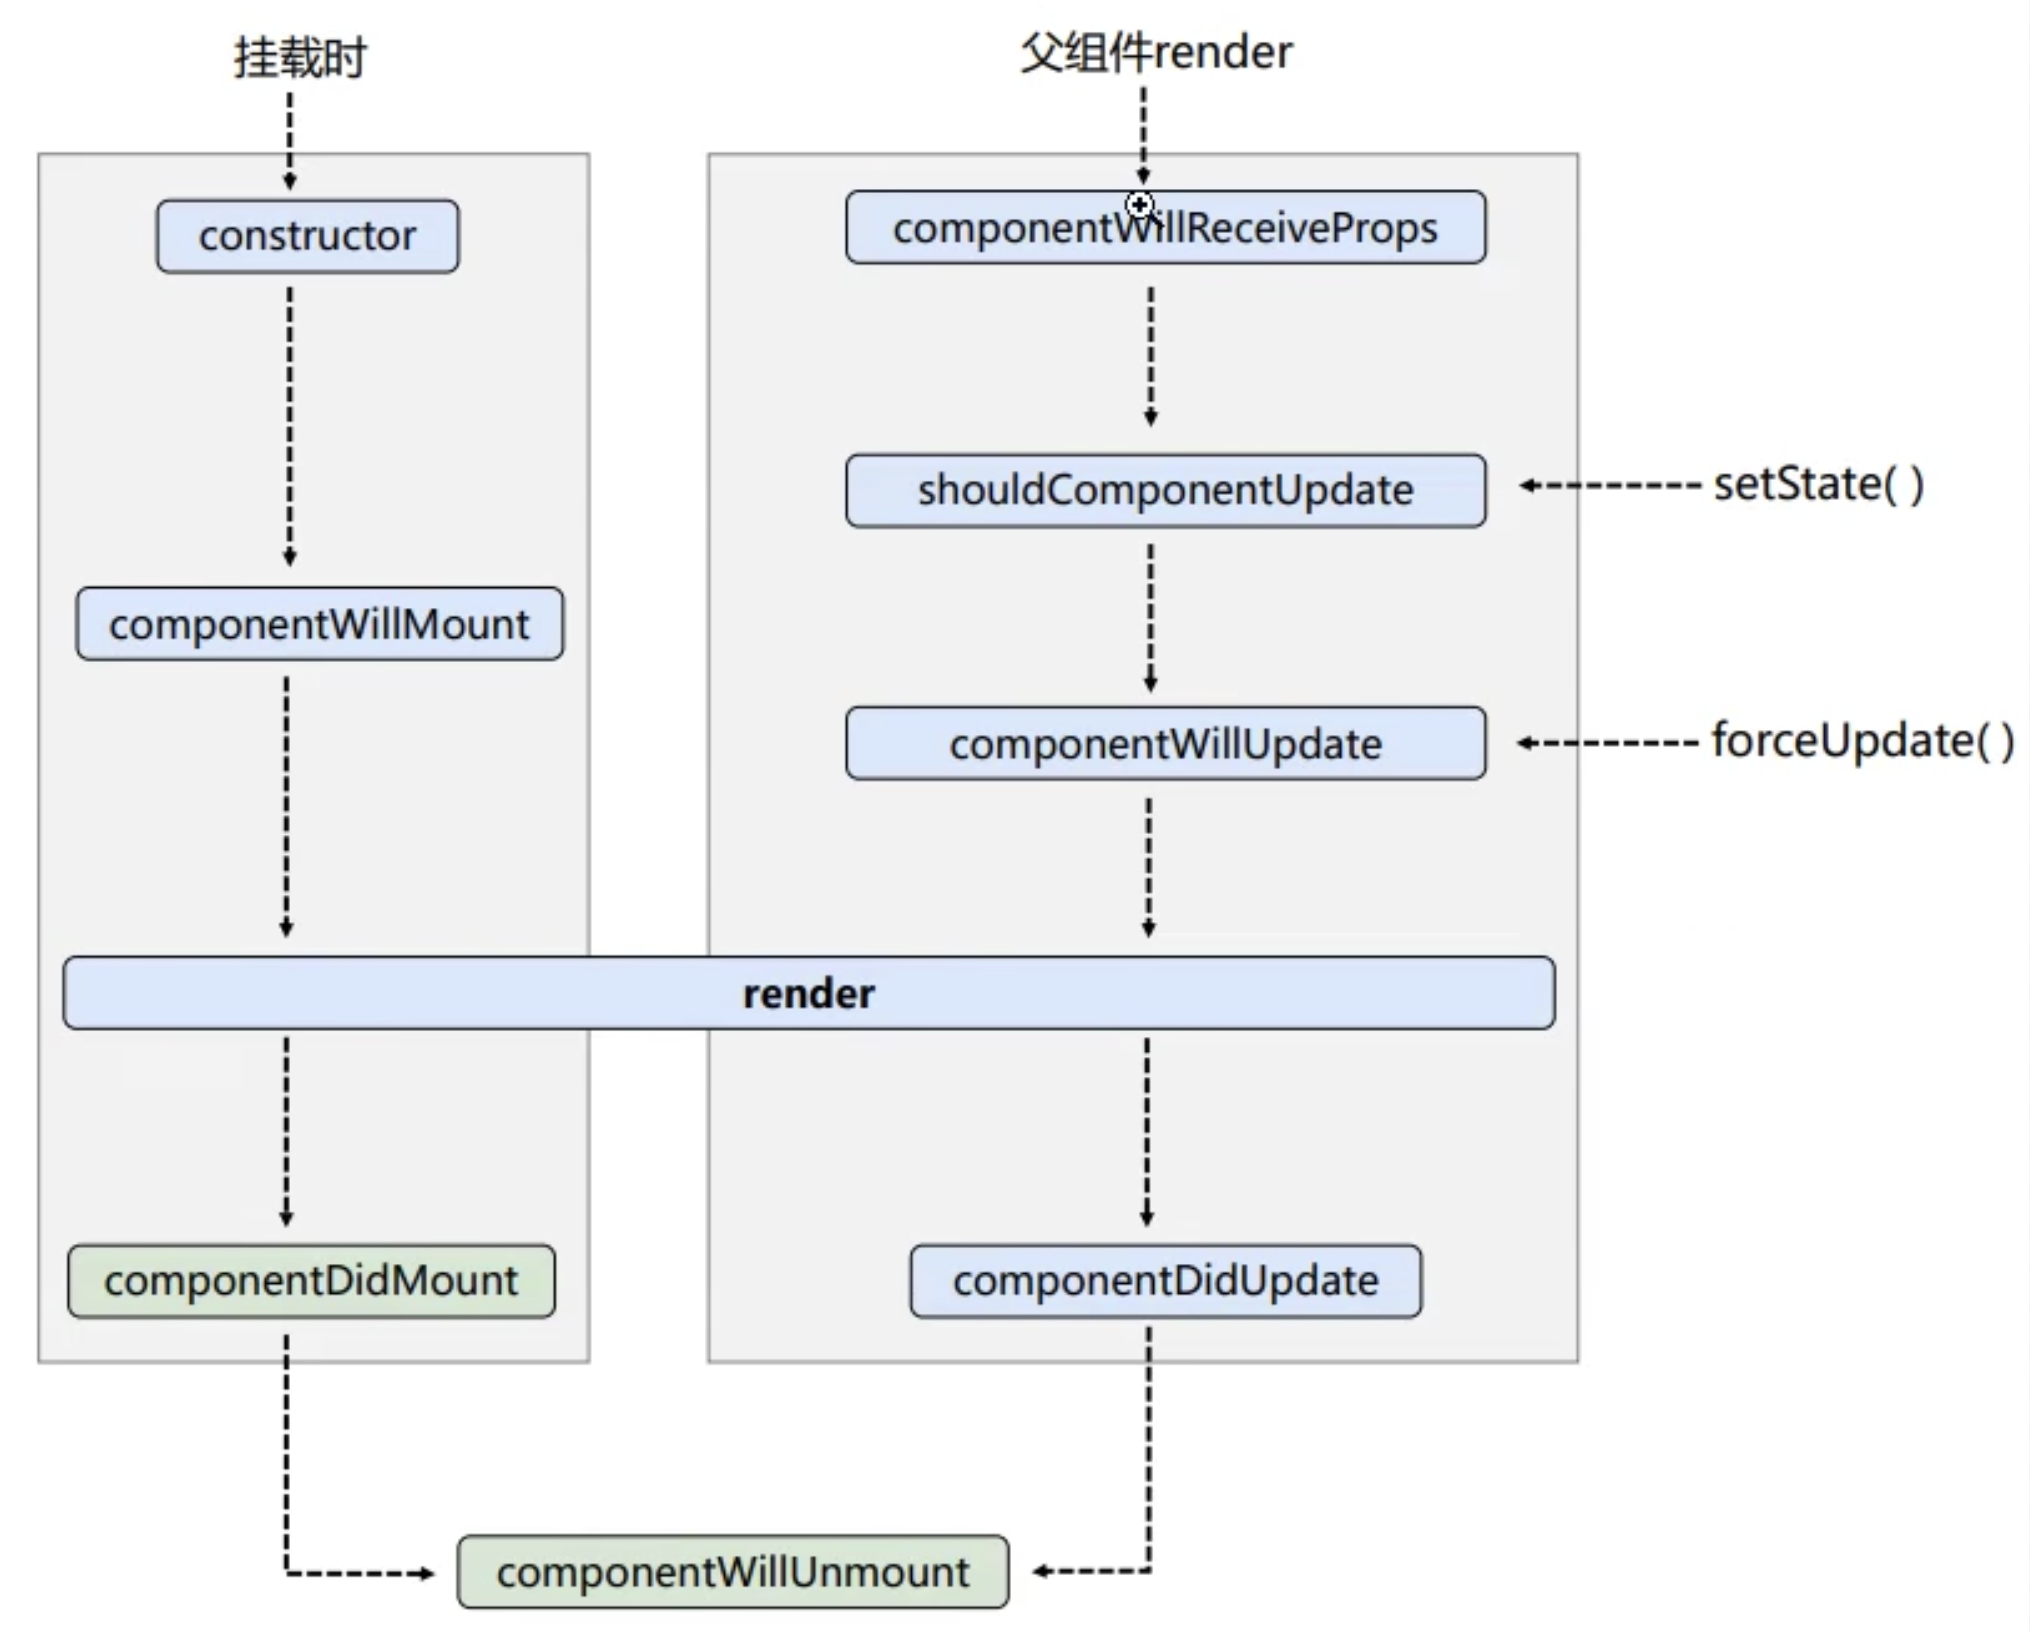 挂载时
constructor
componentWillMount
父组件render
componentWillReceiveProps
shouldComponentUpdate
setState( )
componentWillUpdate
forceUpdate( )
render
componentDidMount
componentDidUpdate
componentWillUnmount